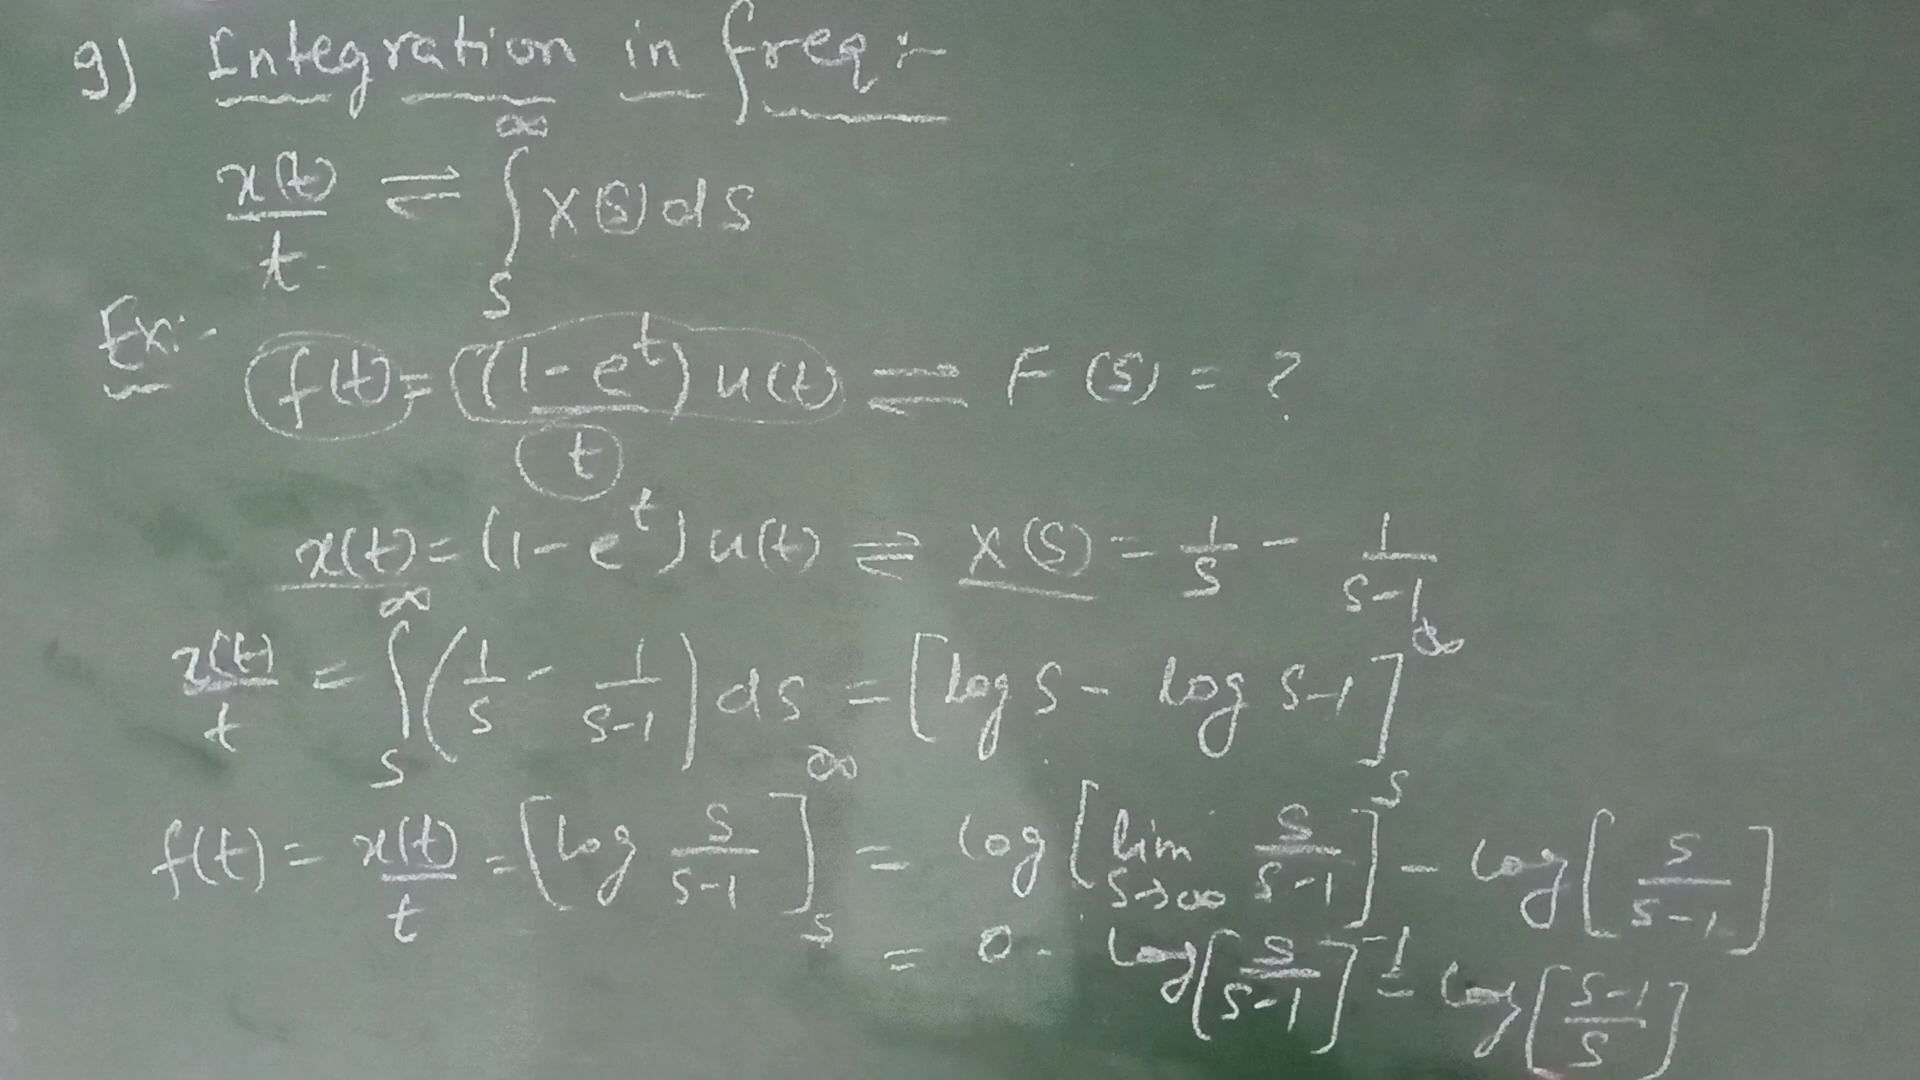 9) Integration in freq:-
x(t)/t ⇌ ∫_s^∞ X(s) ds
Ex:- f(t) = (1-e^t) u(t) / t ⇌ F(s) = ?
x(t) = (1-e^t) u(t) ⇌ X(s) = 1/s - 1/(s-1)
x(t)/t = ∫_s^∞ (1/s - 1/(s-1)) ds = [log s - log s-1]_s^∞
f(t) = x(t)/t = [log s/(s-1)]_s^∞ = log [lim_{s→∞} s/(s-1)] - log [s/(s-1)]
= 0 - log [s/(s-1)]^-1 = log [(s-1)/s]